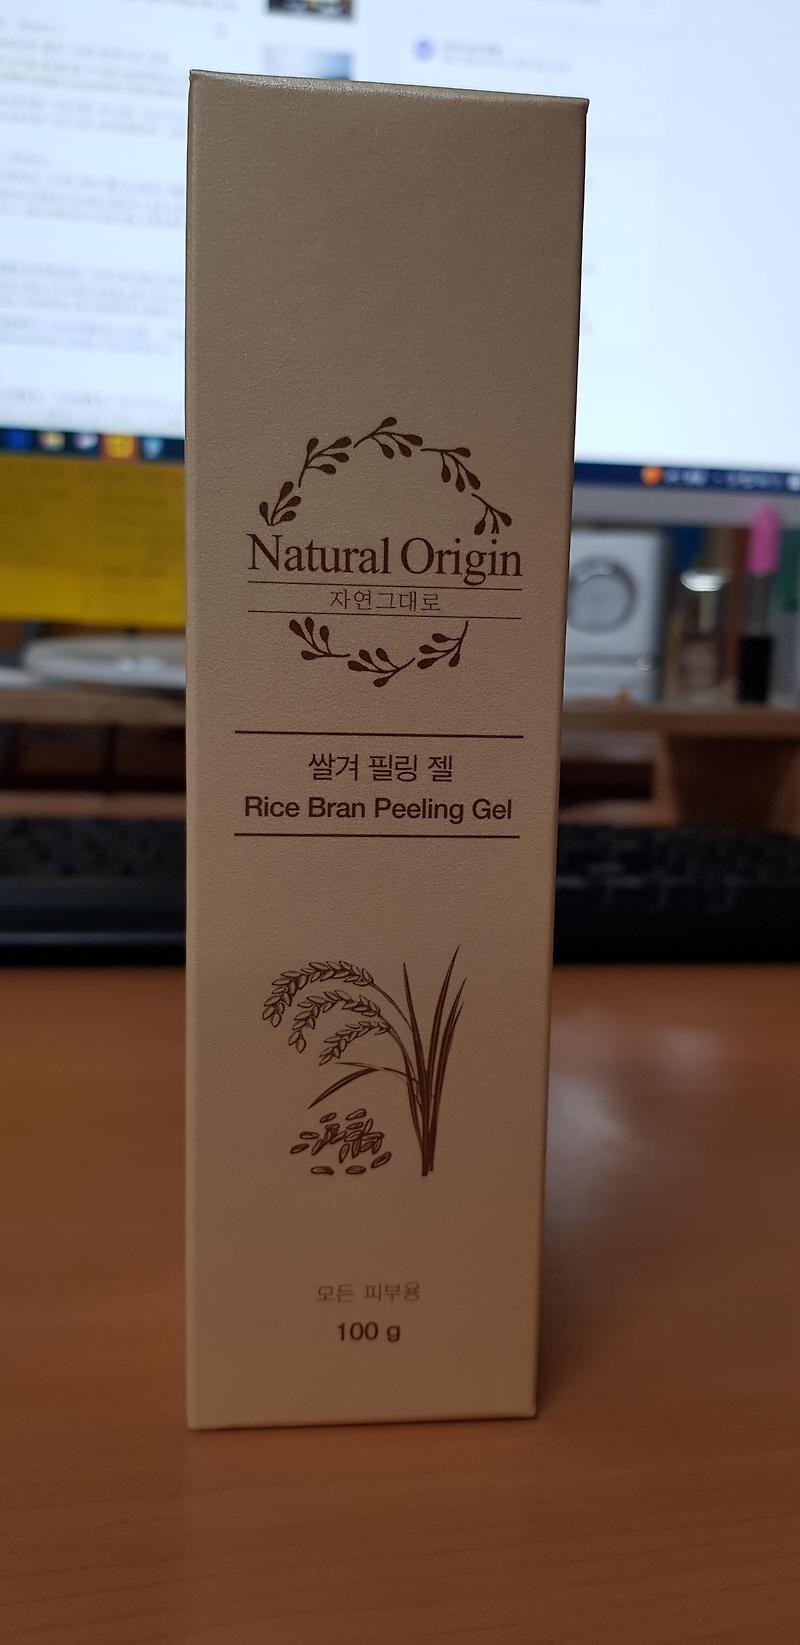 Natural Origin
자연그대로
쌀겨 필링 젤
Rice Bran Peeling Gel
모든 피부용
100 g